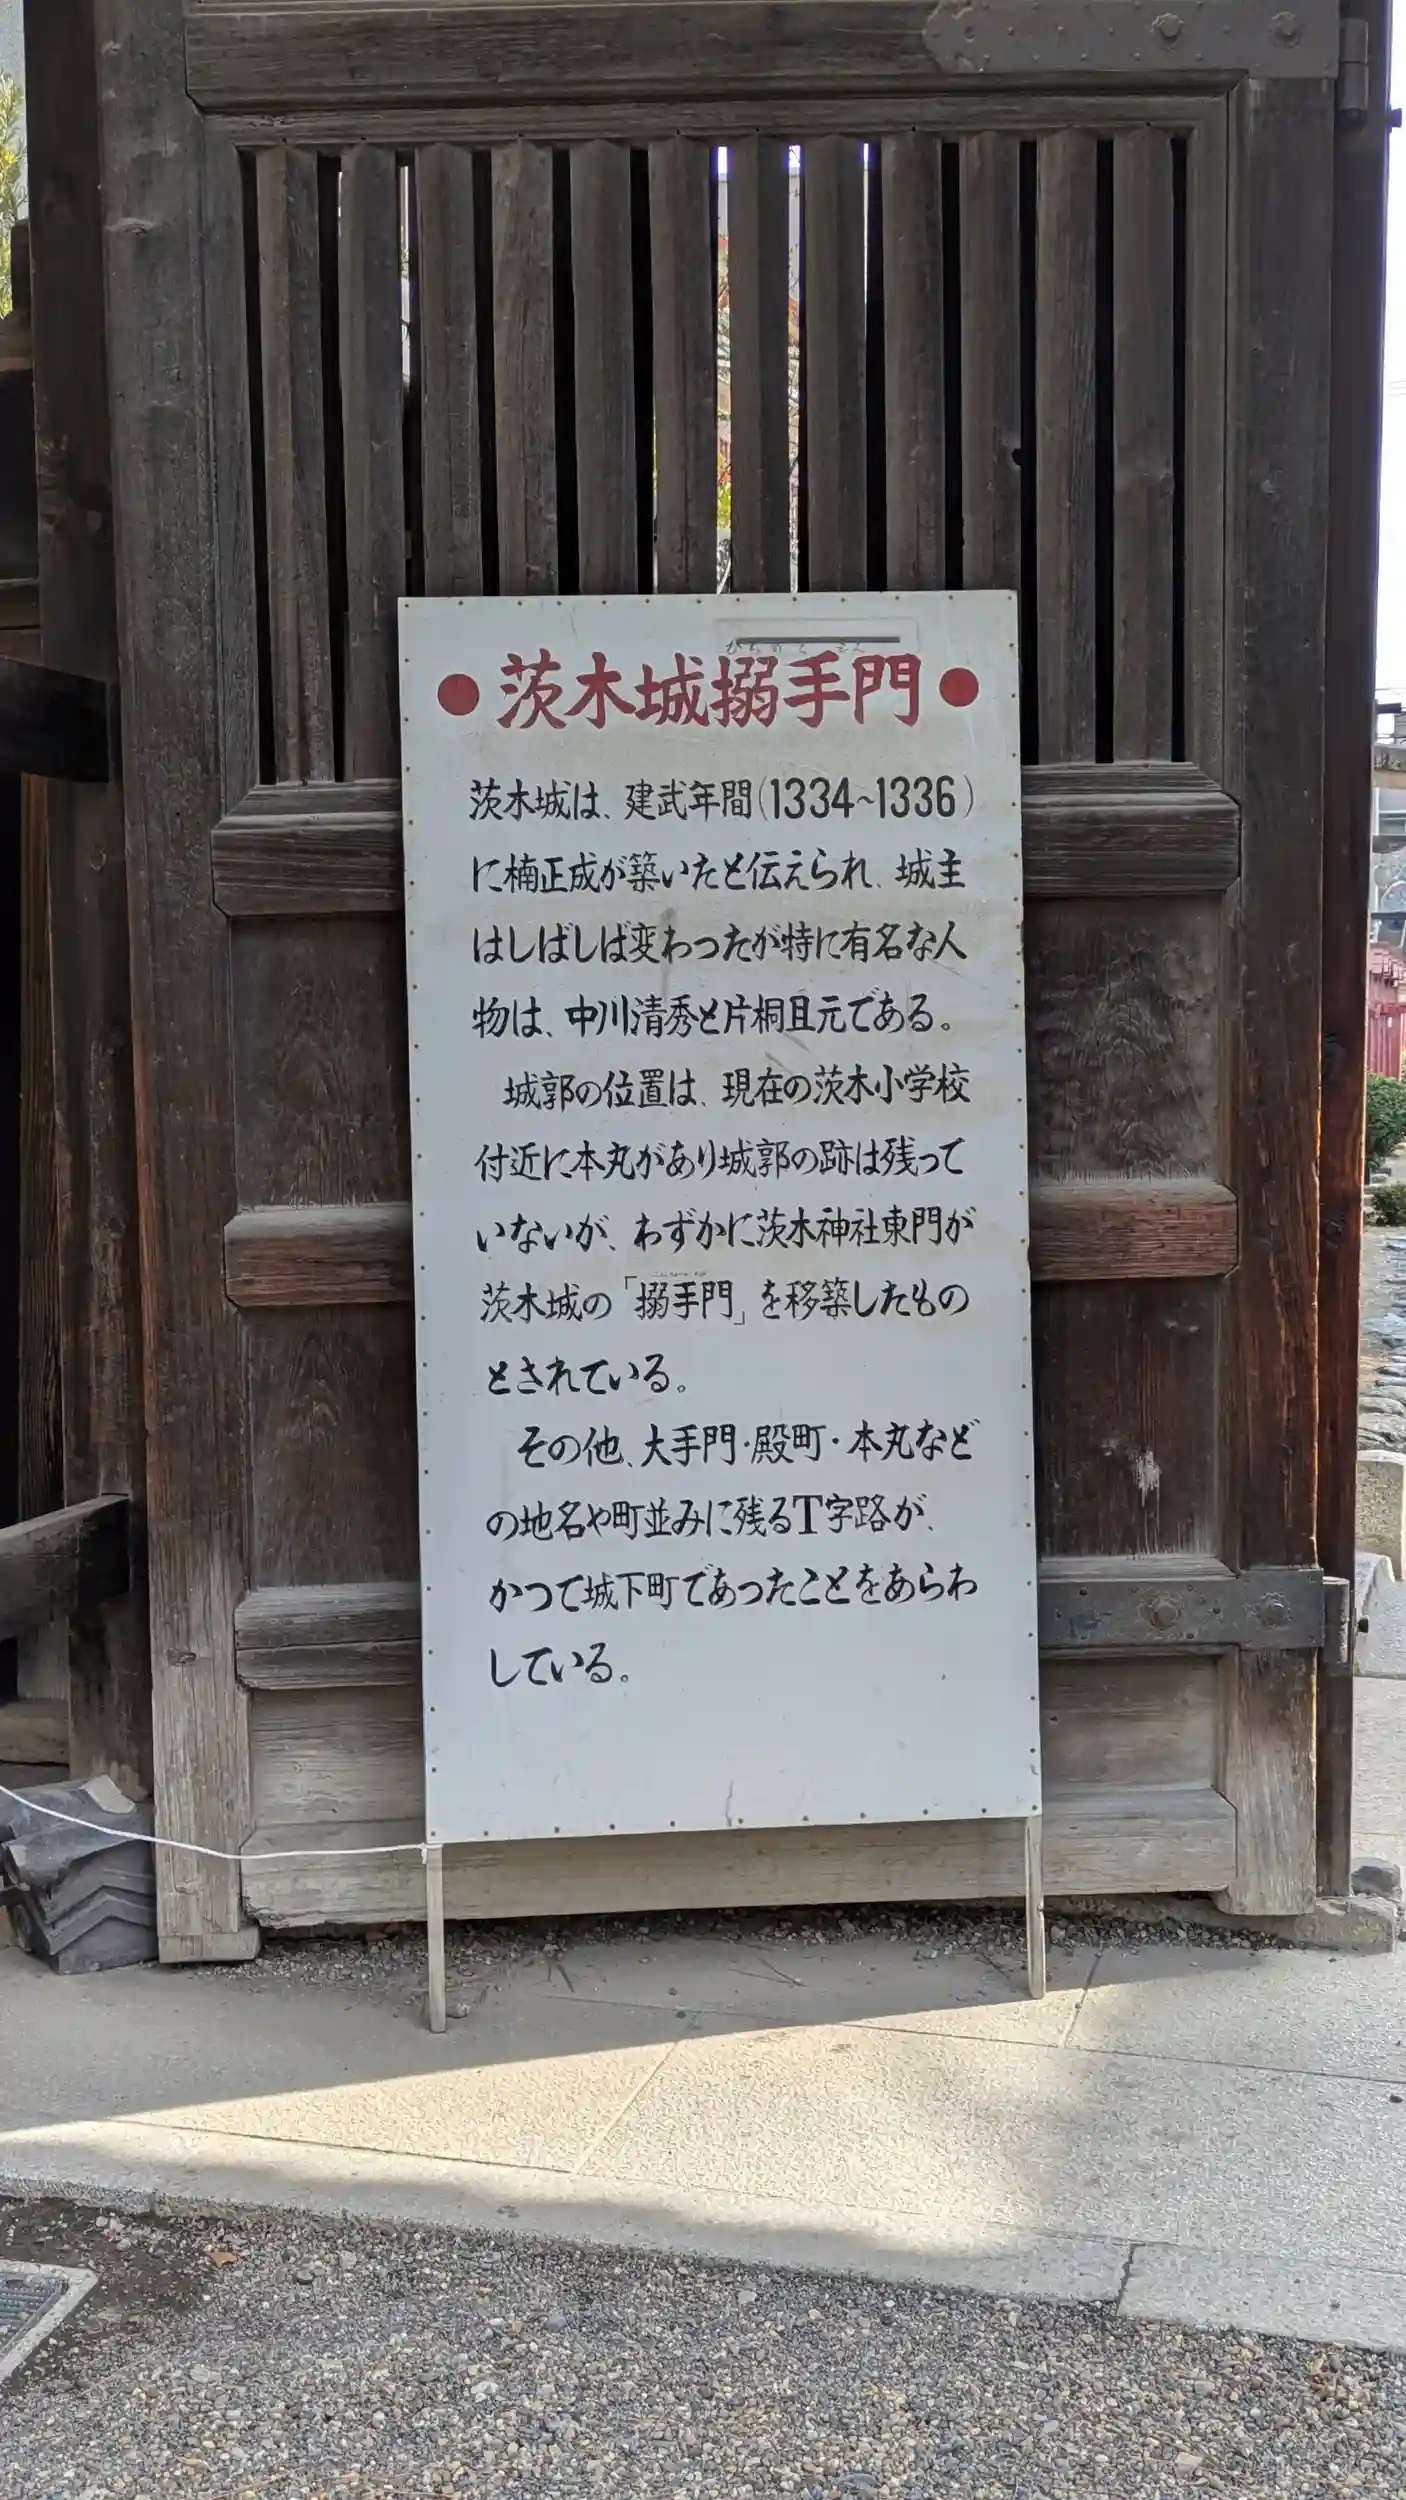 ●茨木城搦手門●
茨木城は、建武年間(1334~1336)
に楠正成が築いたと伝えられ、城主
はしばしば変わったが特に有名な人
物は、中川清秀と片桐且元である。
城郭の位置は、現在の茨木小学校
付近に本丸があり城郭の跡は残って
いないが、わずかに茨木神社東門が
茨木城の「搦手門」を移築したもの
とされている。
その他、大手門・殿町・本丸など
の地名や町並みに残るT字路が、
かつて城下町であったことをあらわ
している。